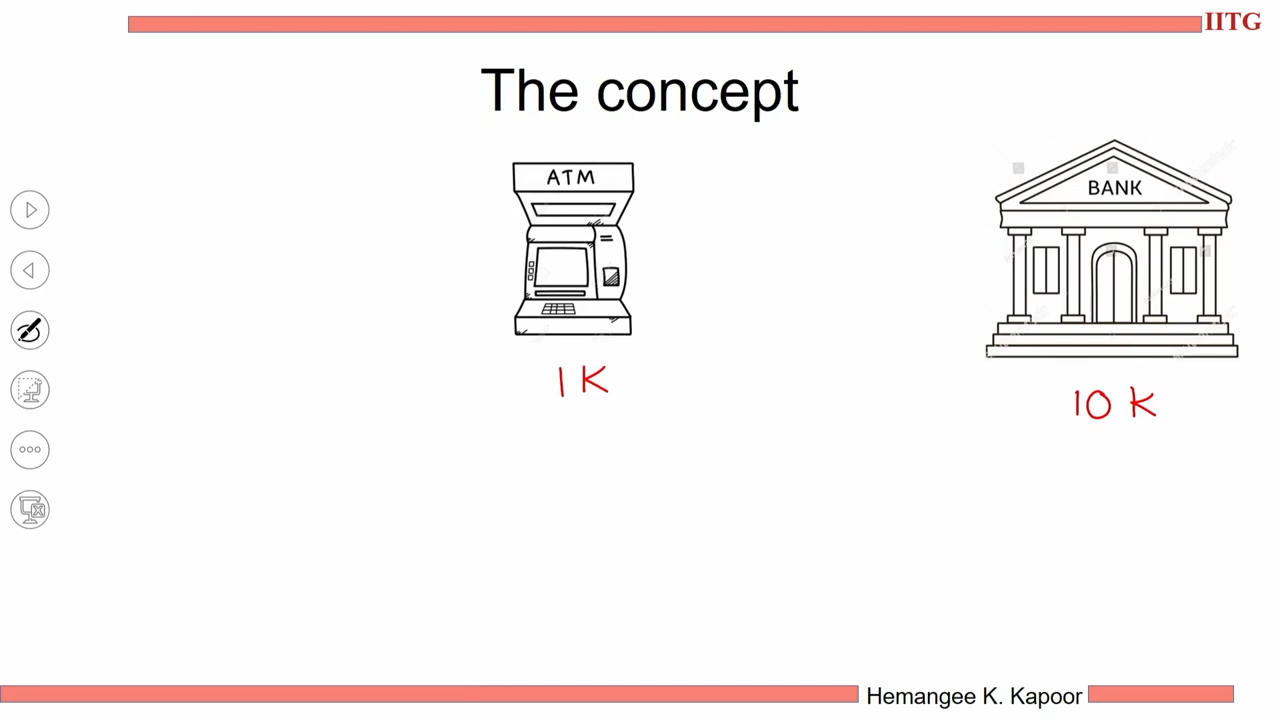 IITG
The concept
ATM
BANK
1 K
10 K
Hemangee K. Kapoor